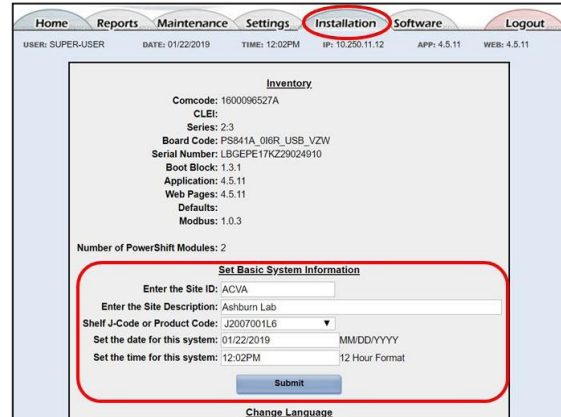 Home Reports Maintenance Settings Installation Software Logout
USER: SUPER-USER DATE: 01/22/2019 TIME: 12:02PM IP: 10.250.11.12 APP: 4.5.11 WEB: 4.5.11
Inventory
Comcode: 1600096527A
CLEI:
Series: 2:3
Board Code: PS841A_0I6R_USB_VZW
Serial Number: LBGEPE17KZ29024910
Boot Block: 1.3.1
Application: 4.5.11
Web Pages: 4.5.11
Defaults:
Modbus: 1.0.3
Number of PowerShift Modules: 2
Set Basic System Information
Enter the Site ID: ACVA
Enter the Site Description: Ashburn Lab
Shelf J-Code or Product Code: J2007001L6
Set the date for this system: 01/22/2019 MM/DD/YYYY
Set the time for this system: 12:02PM 12 Hour Format
Submit
Change Language